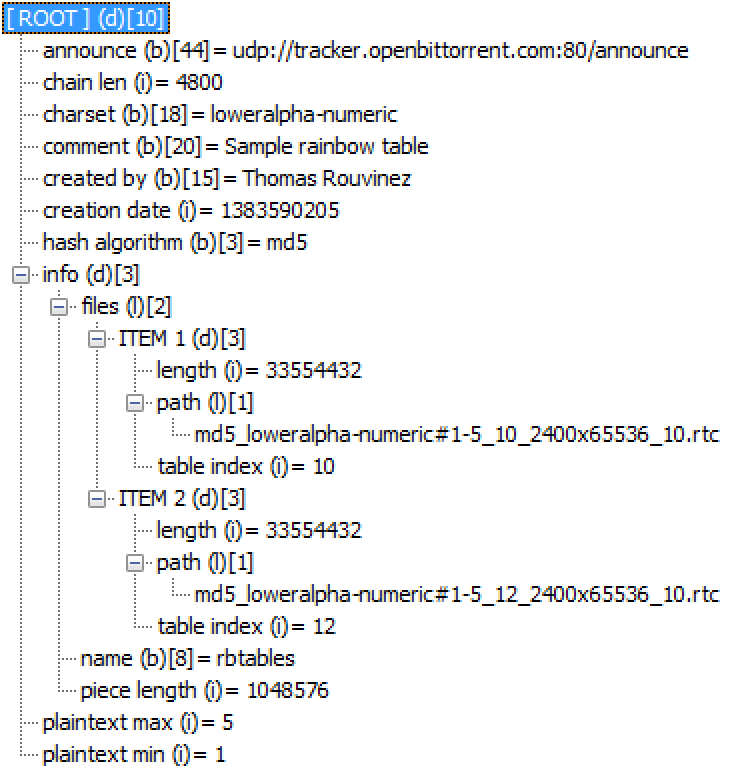 [ ROOT ] (d)[10]
announce (b)[44]= udp://tracker.openbittorrent.com:80/announce
chain len (i)= 4800
charset (b)[18]= loweralpha-numeric
comment (b)[20]= Sample rainbow table
created by (b)[15]= Thomas Rouvinez
creation date (i)= 1383590205
hash algorithm (b)[3]= md5
info (d)[3]
files (l)[2]
ITEM 1 (d)[3]
length (i)= 33554432
path (l)[1]
md5_loweralpha-numeric#1-5_10_2400x65536_10.rtc
table index (i)= 10
ITEM 2 (d)[3]
length (i)= 33554432
path (l)[1]
md5_loweralpha-numeric#1-5_12_2400x65536_10.rtc
table index (i)= 12
name (b)[8]= rbtables
piece length (i)= 1048576
plaintext max (i)= 5
plaintext min (i)= 1